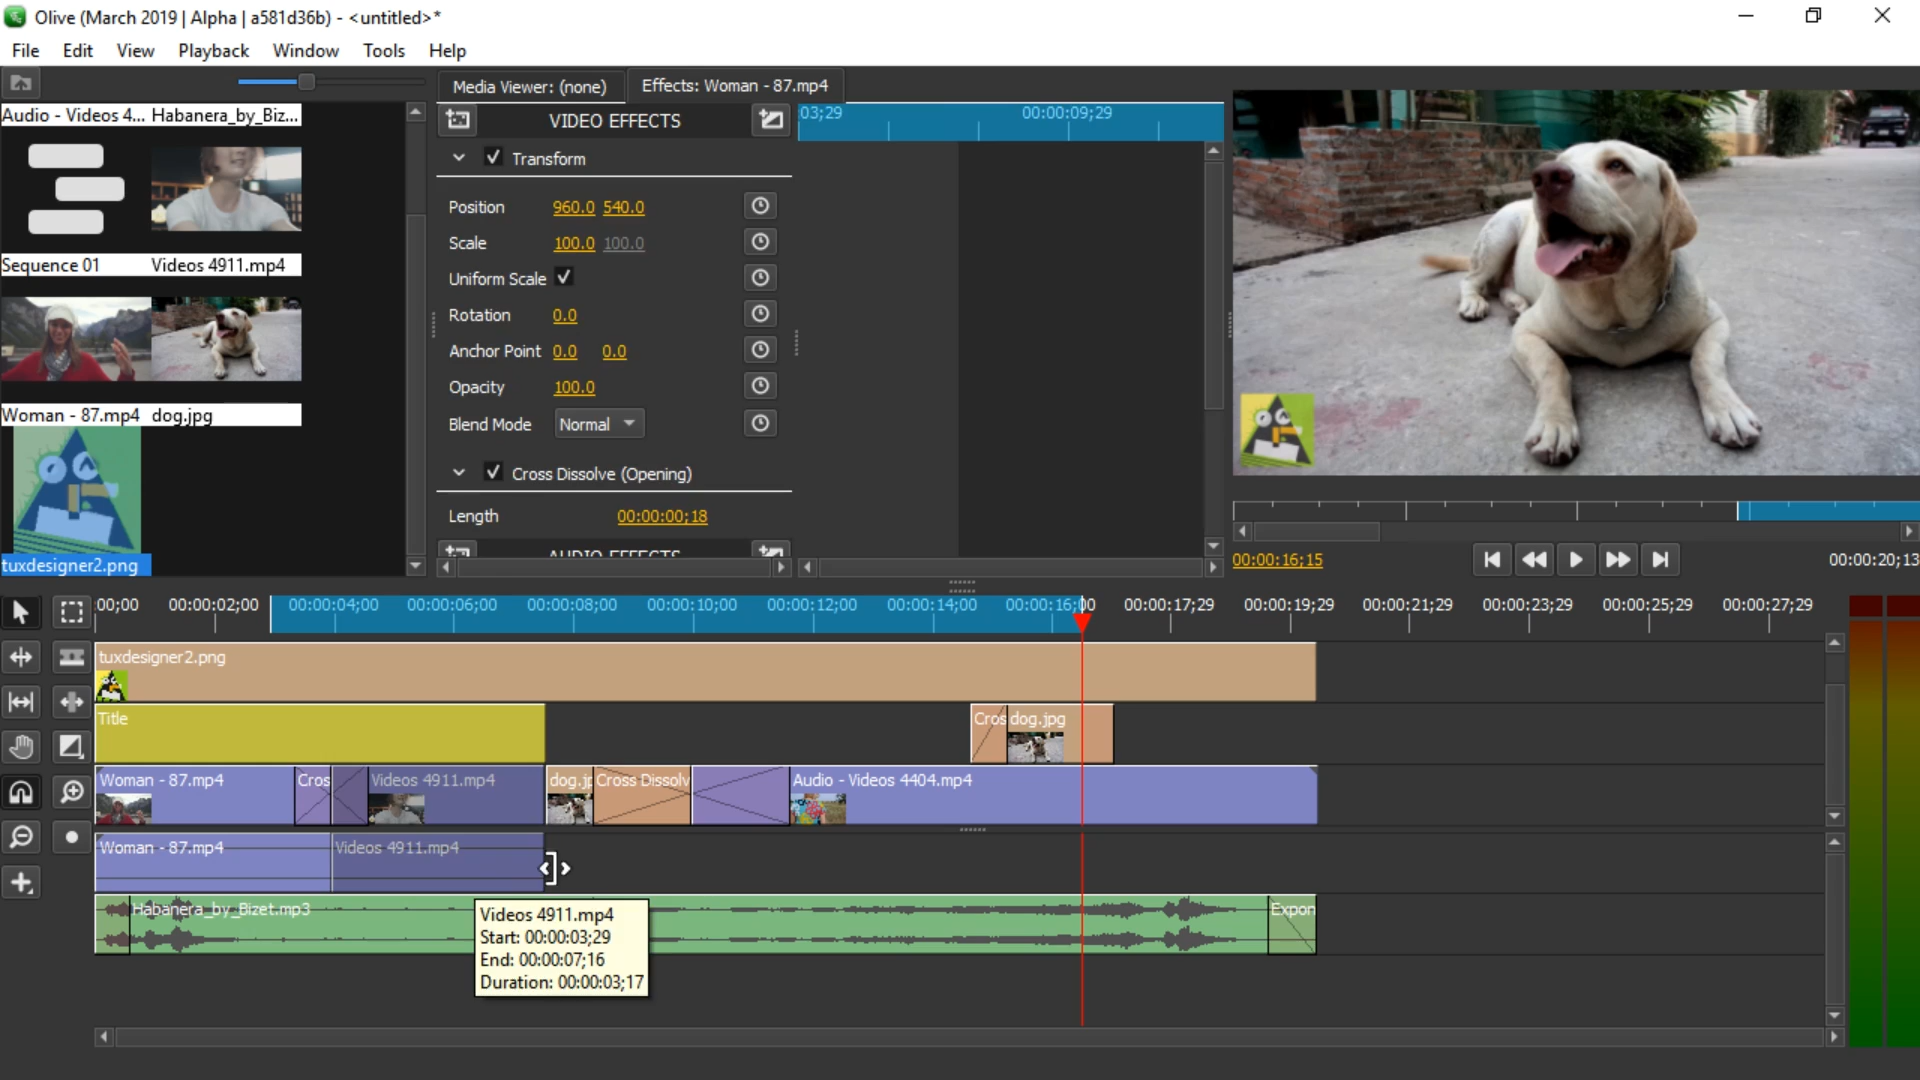 Olive (March 2019 | Alpha | a581d36b) - <untitled>*
File Edit View Playback Window Tools Help
Media Viewer: (none) Effects: Woman - 87.mp4
Audio - Videos 4... Habanera_by_Biz...
VIDEO EFFECTS
03;29 00:00:09;29
Transform
Position 960.0 540.0
Scale 100.0 100.0
Sequence 01 Videos 4911.mp4
Uniform Scale
Rotation 0.0
Anchor Point 0.0 0.0
Opacity 100.0
Woman - 87.mp4 dog.jpg
Blend Mode Normal
Cross Dissolve (Opening)
Length 00:00:00;18
AUDIO EFFECTS
tuxdesigner2.png
00:00:16;15 00:00:20;13
:00;00 00:00:02;00 00:00:04;00 00:00:06;00 00:00:08;00 00:00:10;00 00:00:12;00 00:00:14;00 00:00:16;00 00:00:17;29 00:00:19;29 00:00:21;29 00:00:23;29 00:00:25;29 00:00:27;29
tuxdesigner2.png
Title Cros dog.jpg
Woman - 87.mp4 Cros Videos 4911.mp4 dog.jp Cross Dissolv Audio - Videos 4404.mp4
Woman - 87.mp4 Videos 4911.mp4
Habanera_by_Bizet.mp3 Expon
Videos 4911.mp4
Start: 00:00:03;29
End: 00:00:07;16
Duration: 00:00:03;17